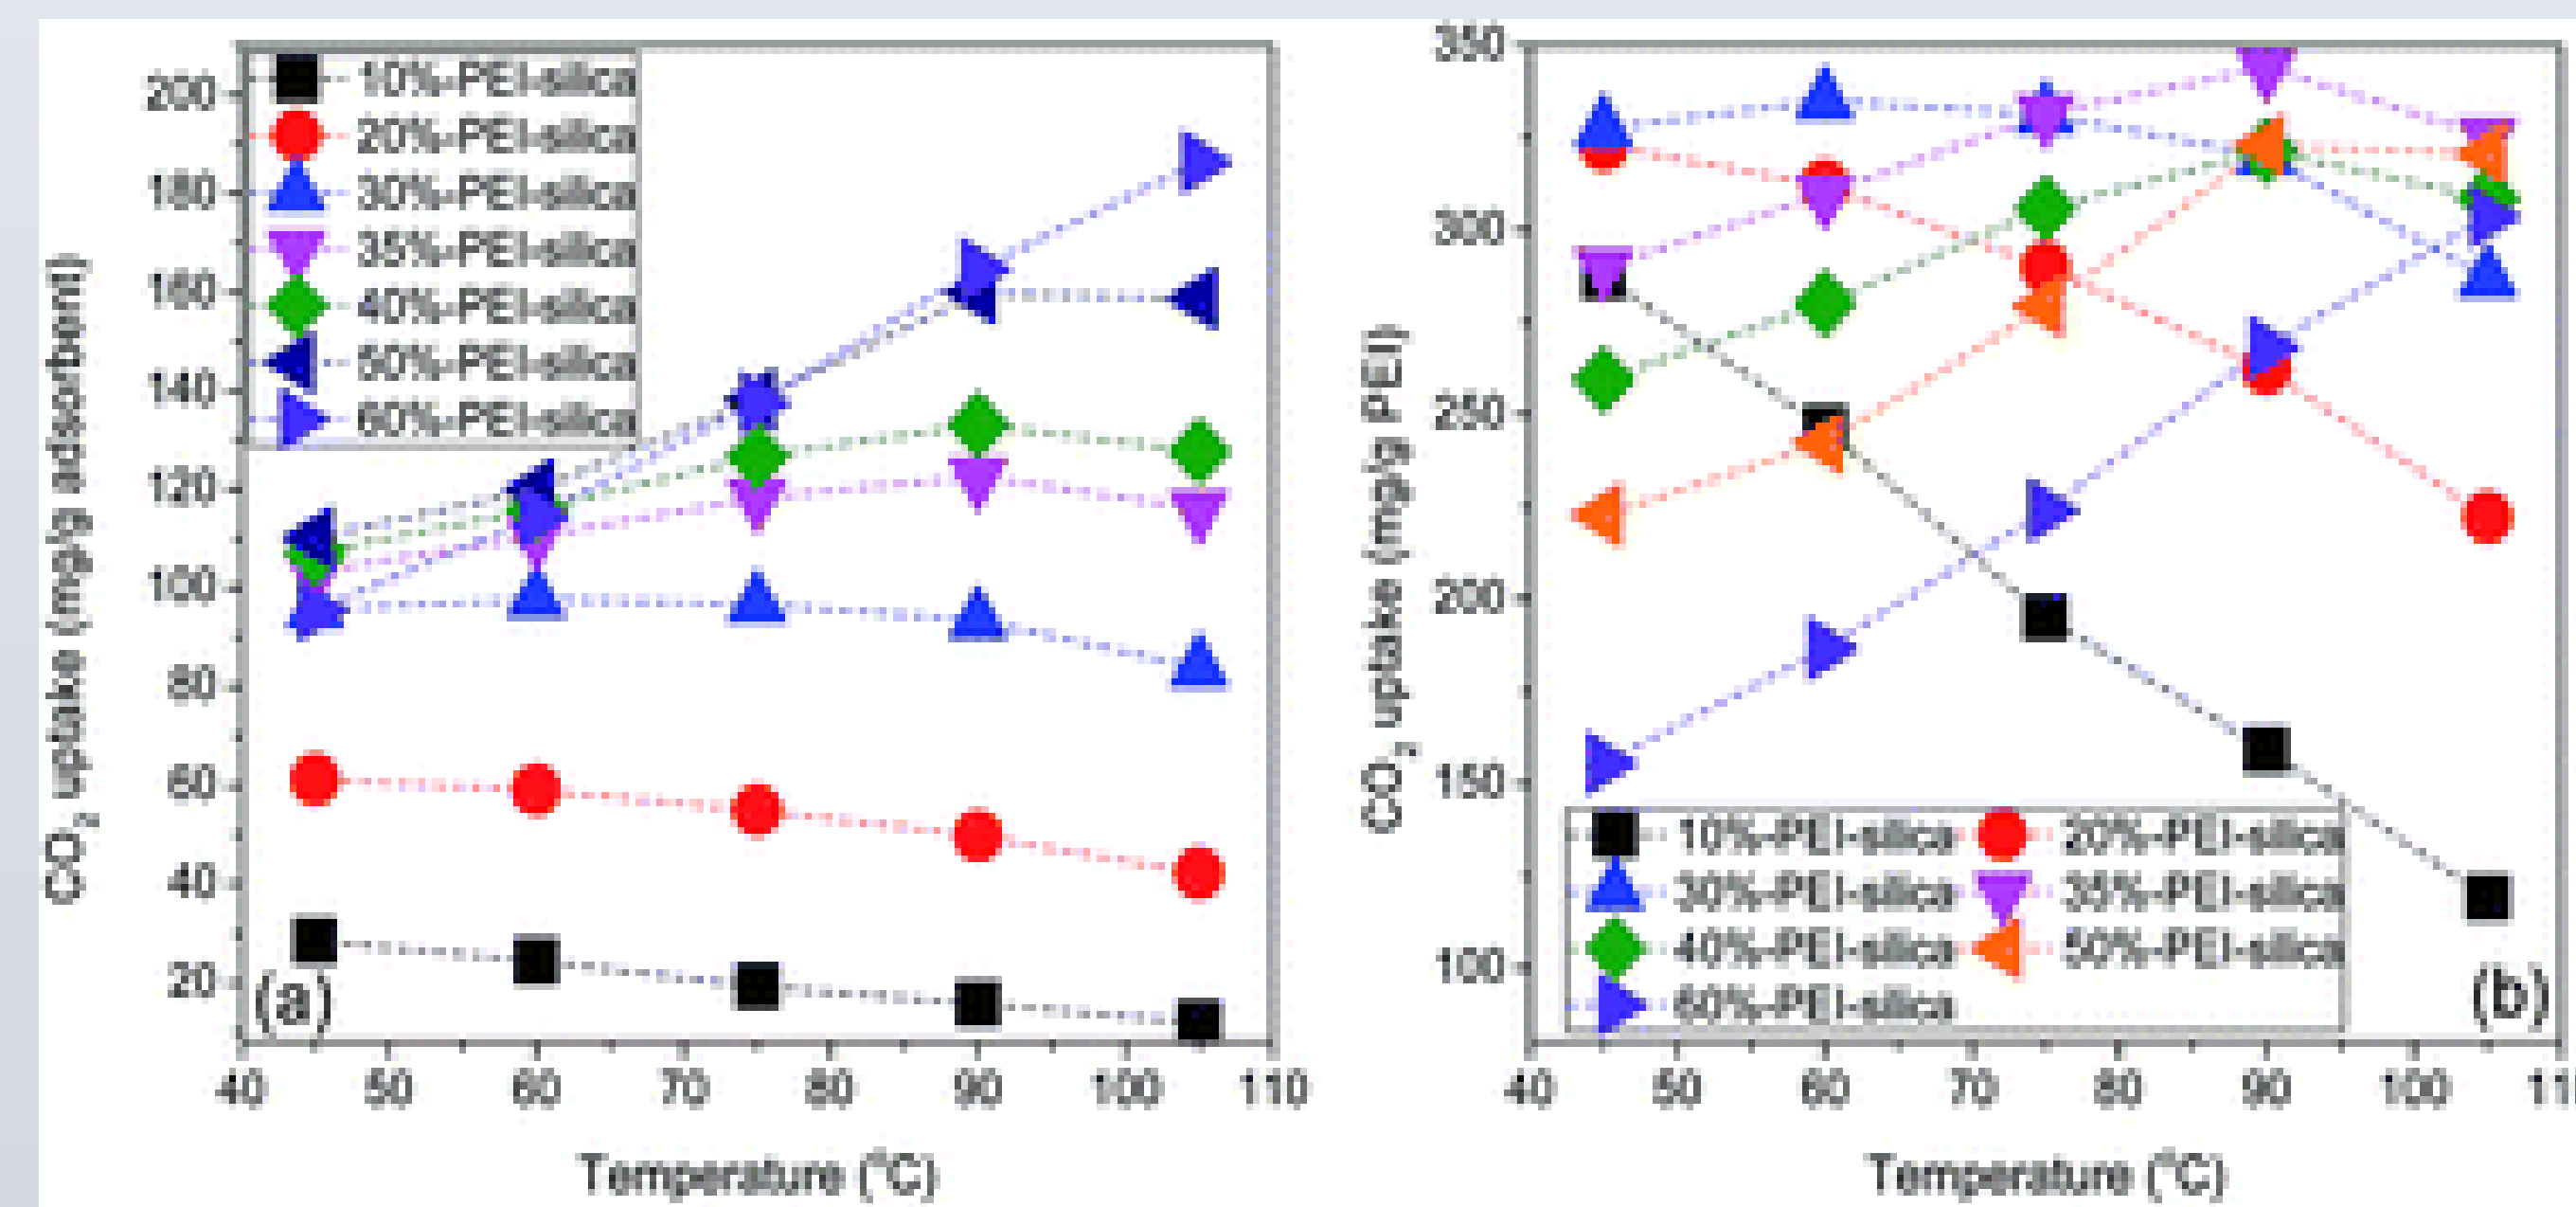 CO2 uptake (mg/g adsorbent)
200
180
160
140
120
100
80
60
40
20
10%-PEI-silica
20%-PEI-silica
30%-PEI-silica
35%-PEI-silica
40%-PEI-silica
50%-PEI-silica
60%-PEI-silica
(a)
40 50 60 70 80 90 100 110
Temperature (°C)
CO2 uptake (mg/g PEI)
350
300
250
200
150
100
10%-PEI-silica 20%-PEI-silica
30%-PEI-silica 35%-PEI-silica
40%-PEI-silica 50%-PEI-silica
60%-PEI-silica
(b)
40 50 60 70 80 90 100 11
Temperature (°C)